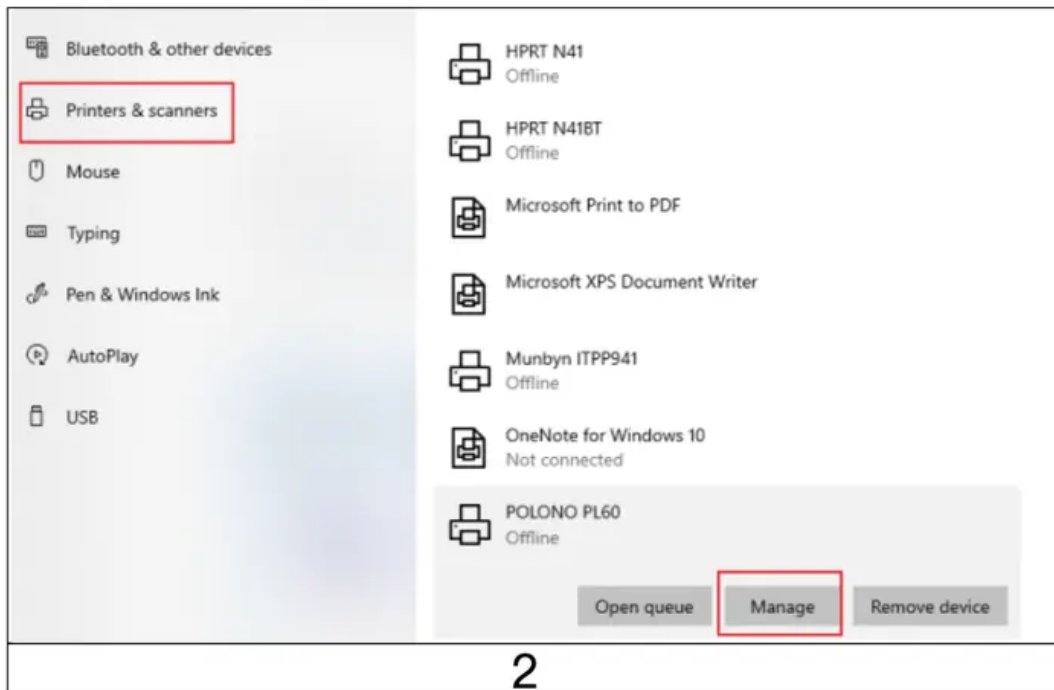 Bluetooth & other devices
Printers & scanners
Mouse
Typing
Pen & Windows Ink
AutoPlay
USB
HPRT N41
Offline
HPRT N41BT
Offline
Microsoft Print to PDF
Microsoft XPS Document Writer
Munbyn ITPP941
Offline
OneNote for Windows 10
Not connected
POLONO PL60
Offline
Open queue Manage Remove device
2